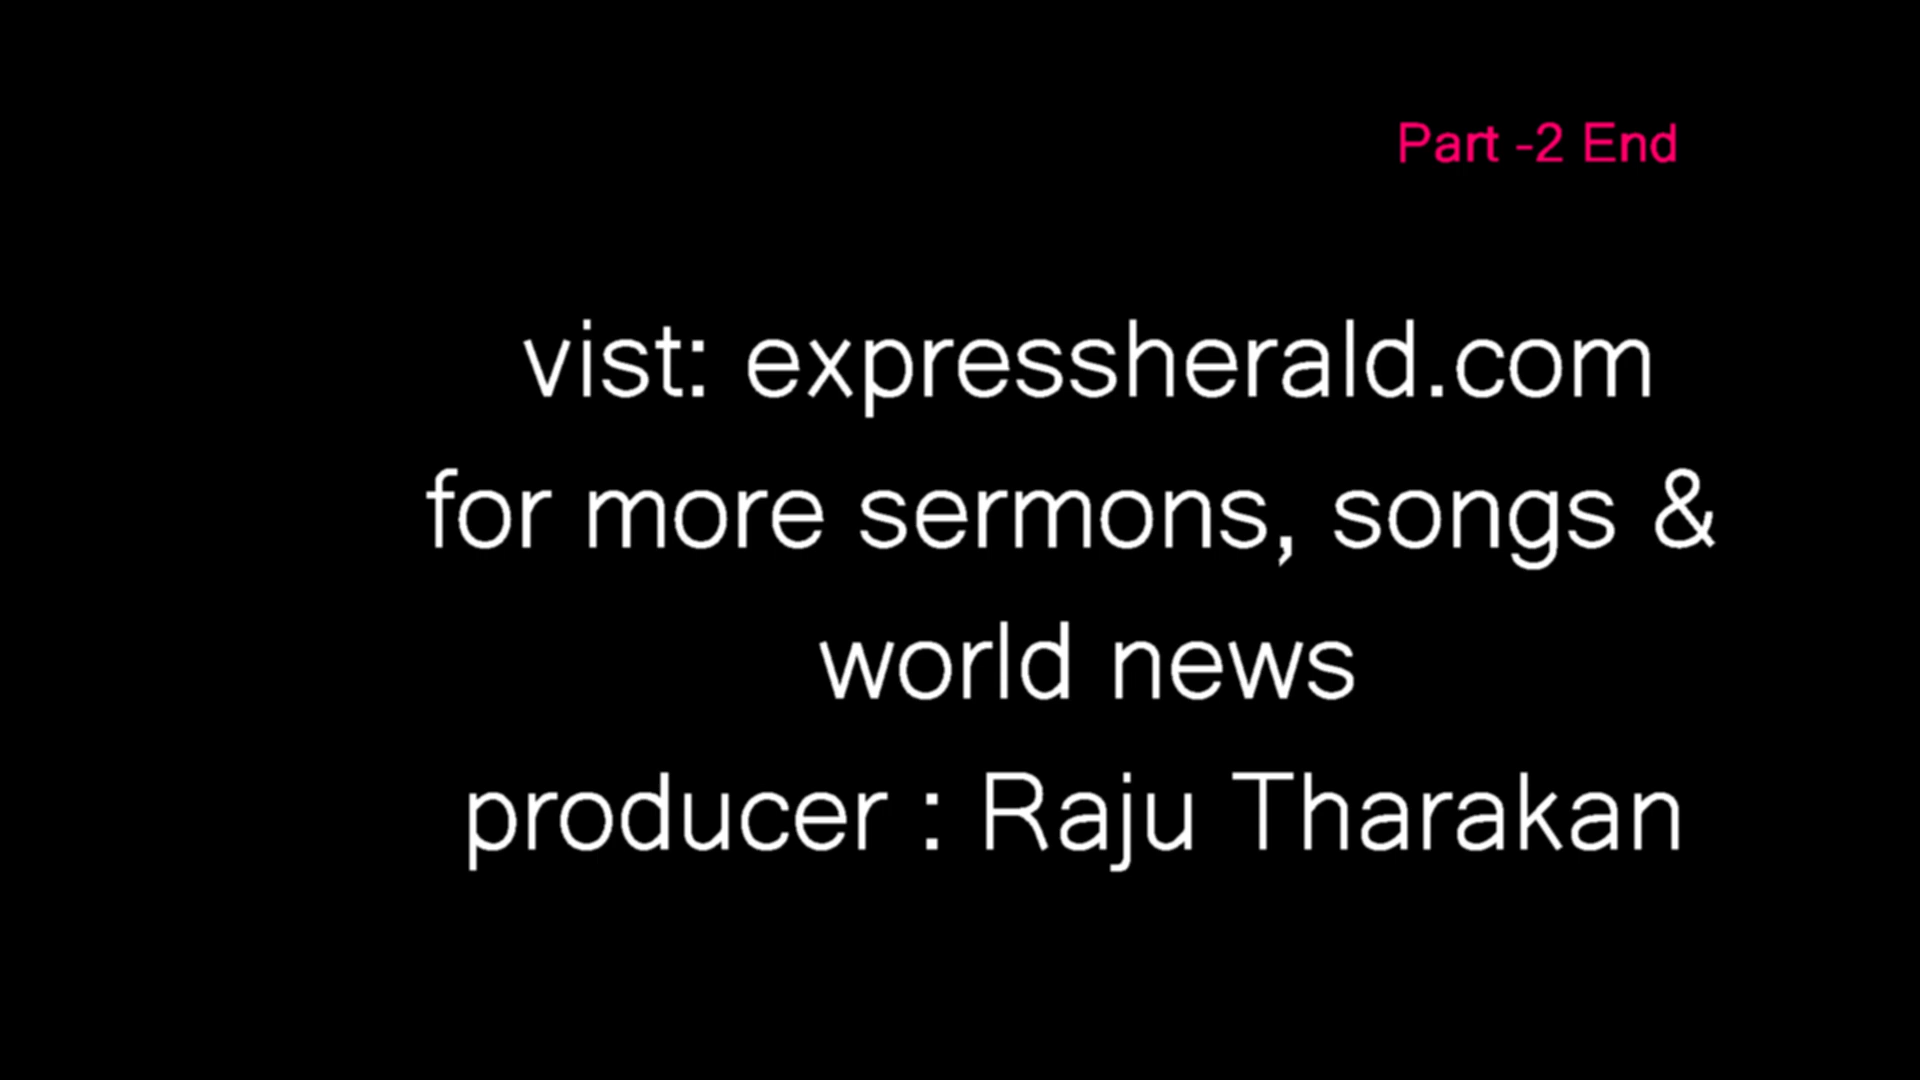 Part -2 End
vist: expressherald.com
for more sermons, songs &
world news
producer : Raju Tharakan